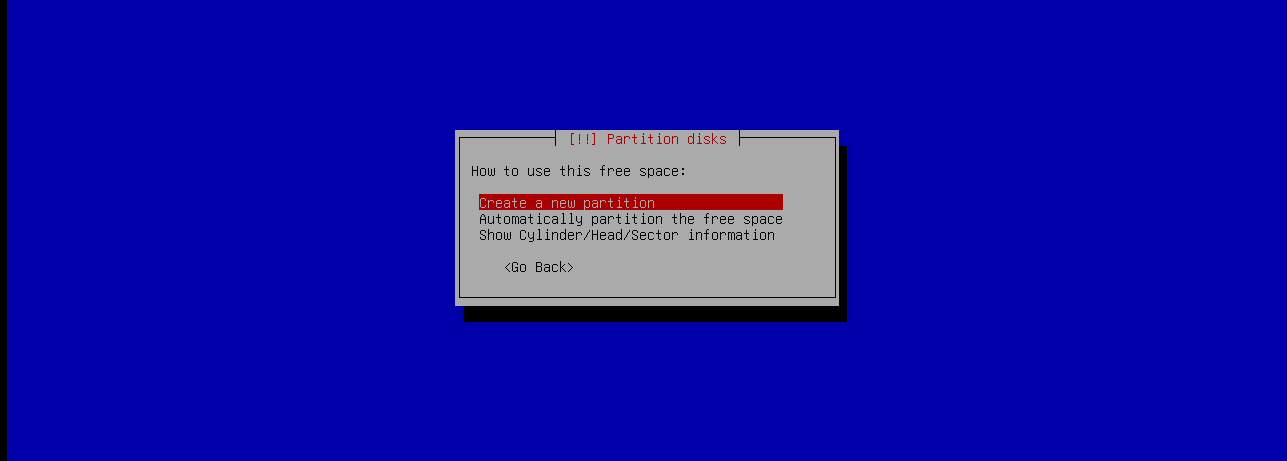 [!!] Partition disks
How to use this free space:
Create a new partition
Automatically partition the free space
Show Cylinder/Head/Sector information
<Go Back>